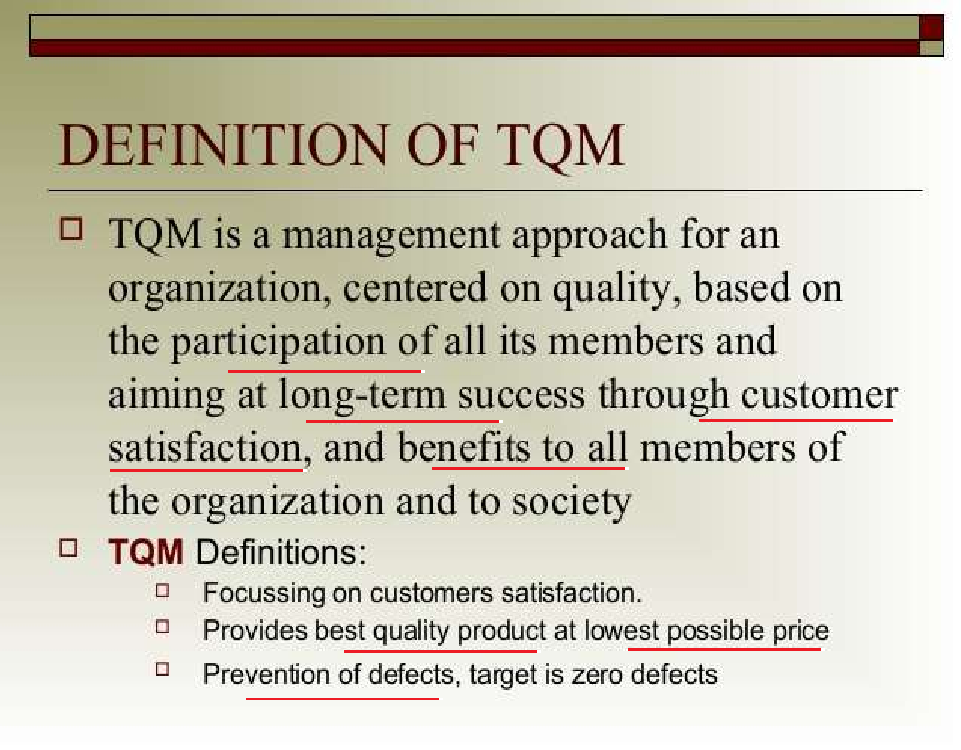 DEFINITION OF TQM
TQM is a management approach for an
organization, centered on quality, based on
the participation of all its members and
aiming at long-term success through customer
satisfaction, and benefits to all members of
the organization and to society
TQM Definitions:
Focussing on customers satisfaction.
Provides best quality product at lowest possible price
Prevention of defects, target is zero defects